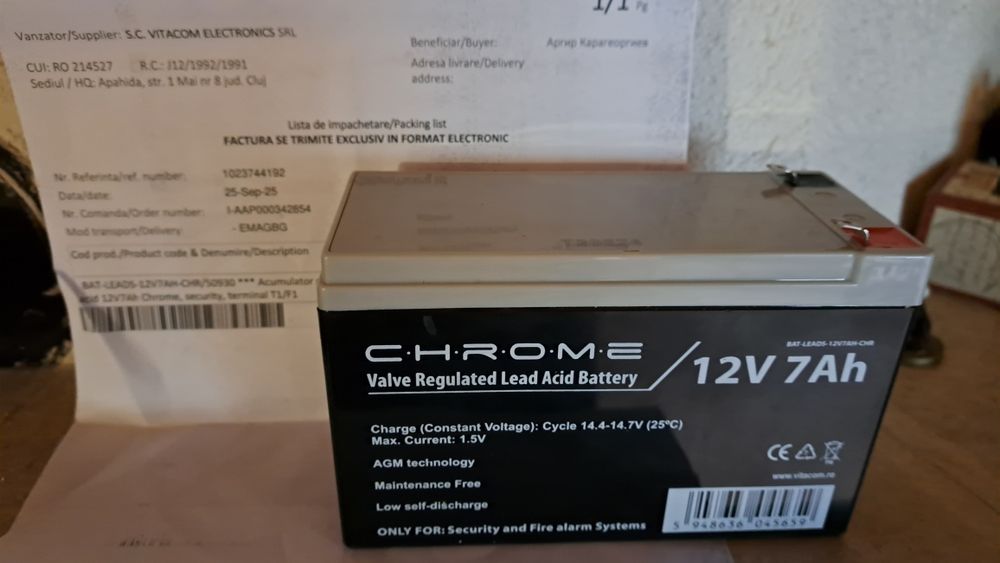 1/1 Pg
Vanzator/Supplier: S.C. VITACOM ELECTRONICS SRL
Beneficiar/Buyer: Аргир Карагеоргиев
CUI: RO 214527 R.C.: J12/1992/1991
Adresa livrare/Delivery
address:
Sediul / HQ: Apahida, str. 1 Mai nr 8 jud. Cluj
Lista de impachetare/Packing list
FACTURA SE TRIMITE EXCLUSIV IN FORMAT ELECTRONIC
Nr. Referinta/ref. number: 1023744192
Data/date: 25-Sep-25
Nr. Comanda/Order number: I-AAP000342854
Mod transport/Delivery - EMAGBG
Cod prod./Product code & Denumire/Description
BAT-LEAD5-12V7AH-CHR/50930 *** Acumulator
acid 12V7Ah Chrome, security, terminal T1/F1
C·H·R·O·M·E
Valve Regulated Lead Acid Battery
BAT-LEAD5-12V7AH-CHR
12V 7Ah
Charge (Constant Voltage): Cycle 14.4-14.7V (25ºC)
Max. Current: 1.5V
AGM technology
Maintenance Free
Low self-discharge
ONLY FOR: Security and Fire alarm Systems
CE
www.vitacom.ro
5 948636 045659